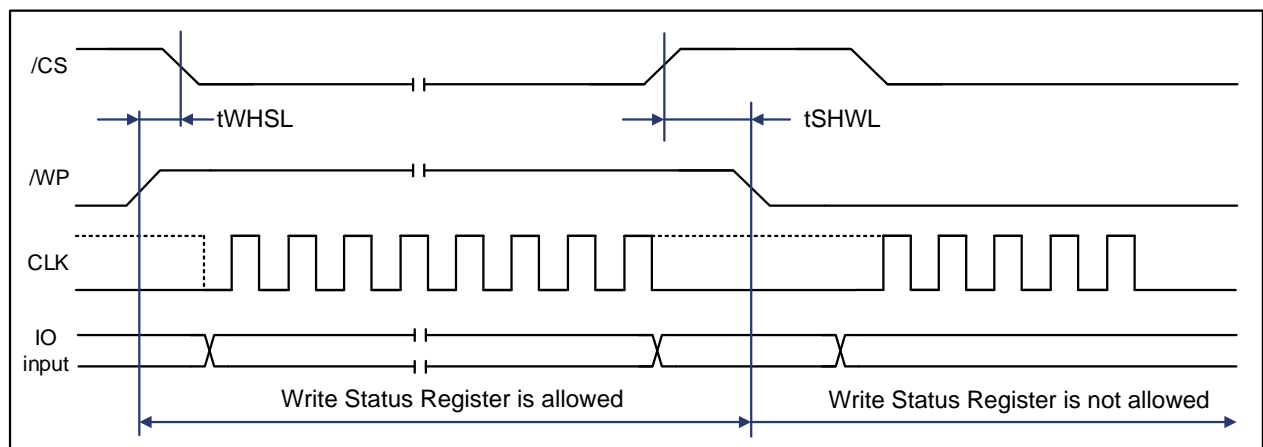 /CS
tWHSL
tSHWL
/WP
CLK
IO
input
Write Status Register is allowed
Write Status Register is not allowed